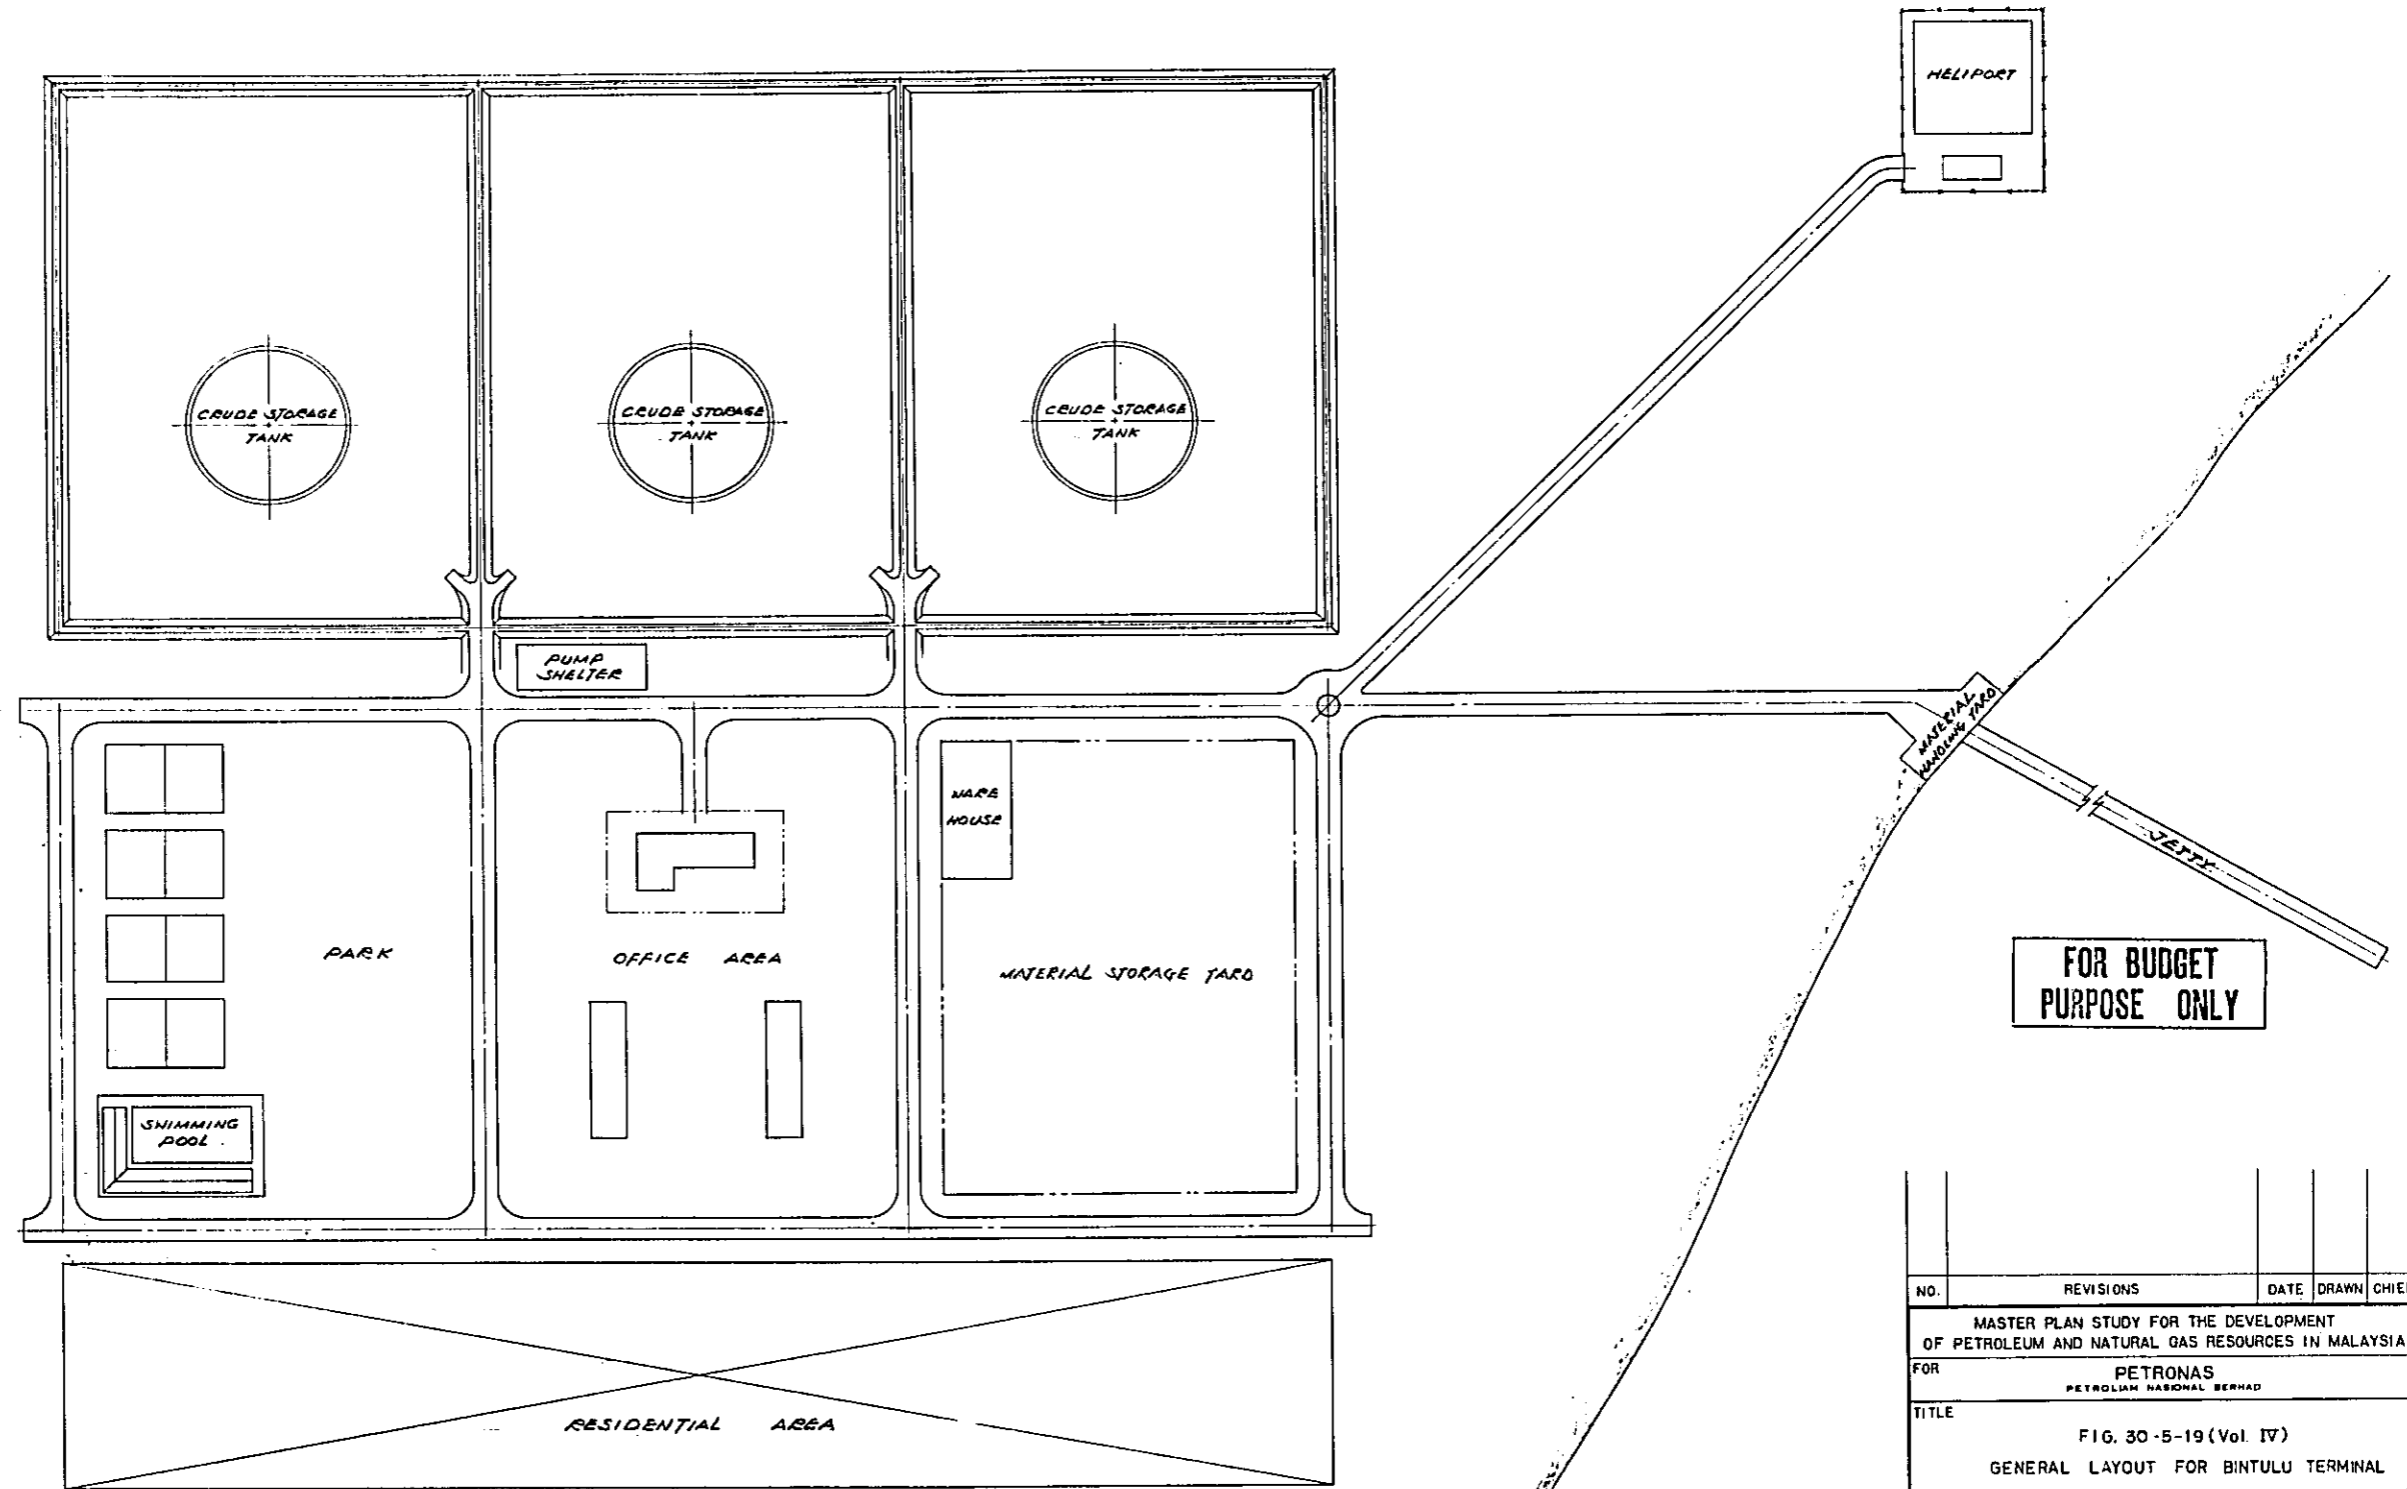 HELIPORT
CRUDE STORAGE
TANK
CRUDE STORAGE
TANK
CRUDE STORAGE
TANK
PUMP
SHELTER
MATERIAL
HANDLING YARD
WARE
HOUSE
JETTY
PARK
OFFICE AREA
MATERIAL STORAGE YARD
FOR BUDGET
PURPOSE ONLY
SWIMMING
POOL
RESIDENTIAL AREA
NO. REVISIONS DATE DRAWN CHIEF
MASTER PLAN STUDY FOR THE DEVELOPMENT
OF PETROLEUM AND NATURAL GAS RESOURCES IN MALAYSIA
FOR PETRONAS
PETROLIAM NASIONAL BERHAD
TITLE
FIG. 30-5-19 (Vol. IV)
GENERAL LAYOUT FOR BINTULU TERMINAL